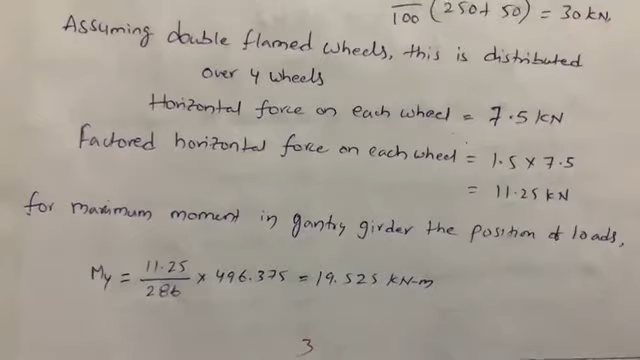 /100 (250+ 50) = 30 kN,
Assuming double flamed wheels, this is distributed
over 4 wheels
Horizontal force on each wheel = 7.5 kN
Factored horizontal force on each wheel = 1.5 × 7.5
= 11.25 kN
for maximum moment in gantry girder the position of loads,
My = 11.25/286 × 496.375 = 19.525 kN-m
3